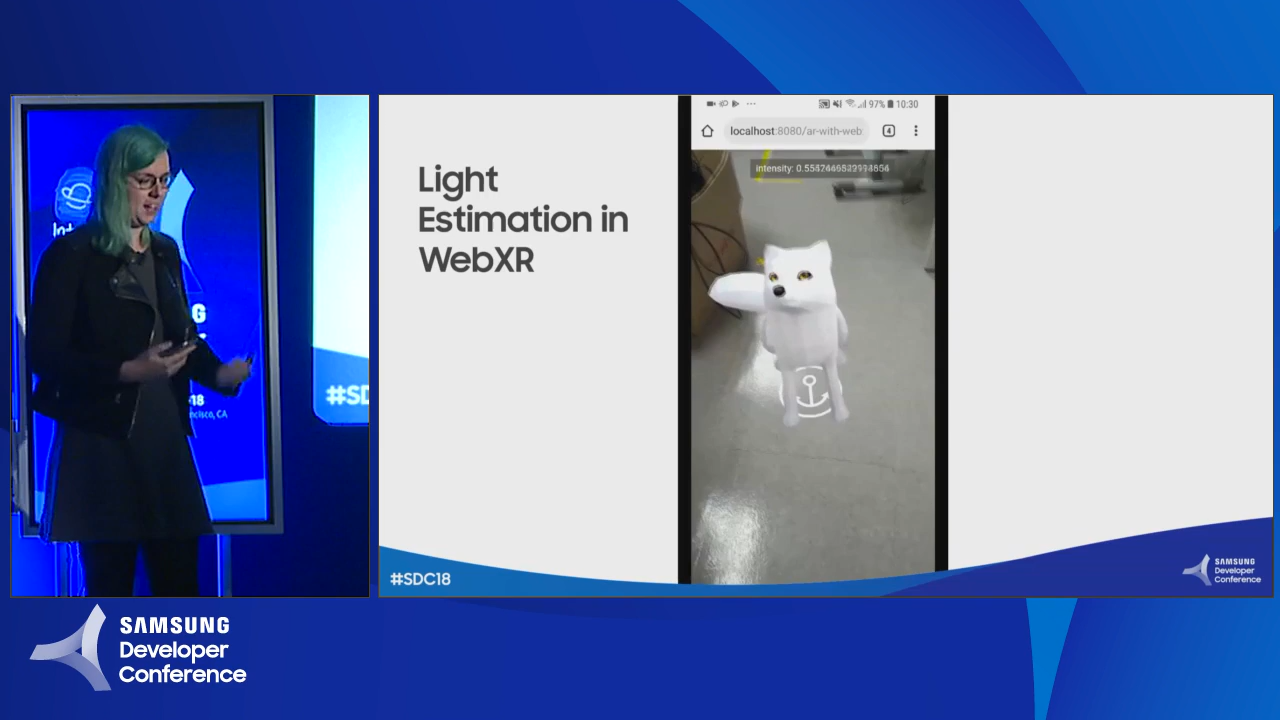 Light
Estimation in
WebXR
97% 10:30
localhost:8080/ar-with-web
4
#SDC18
SAMSUNG
Developer
Conference
#SD
SAMSUNG
Developer
Conference